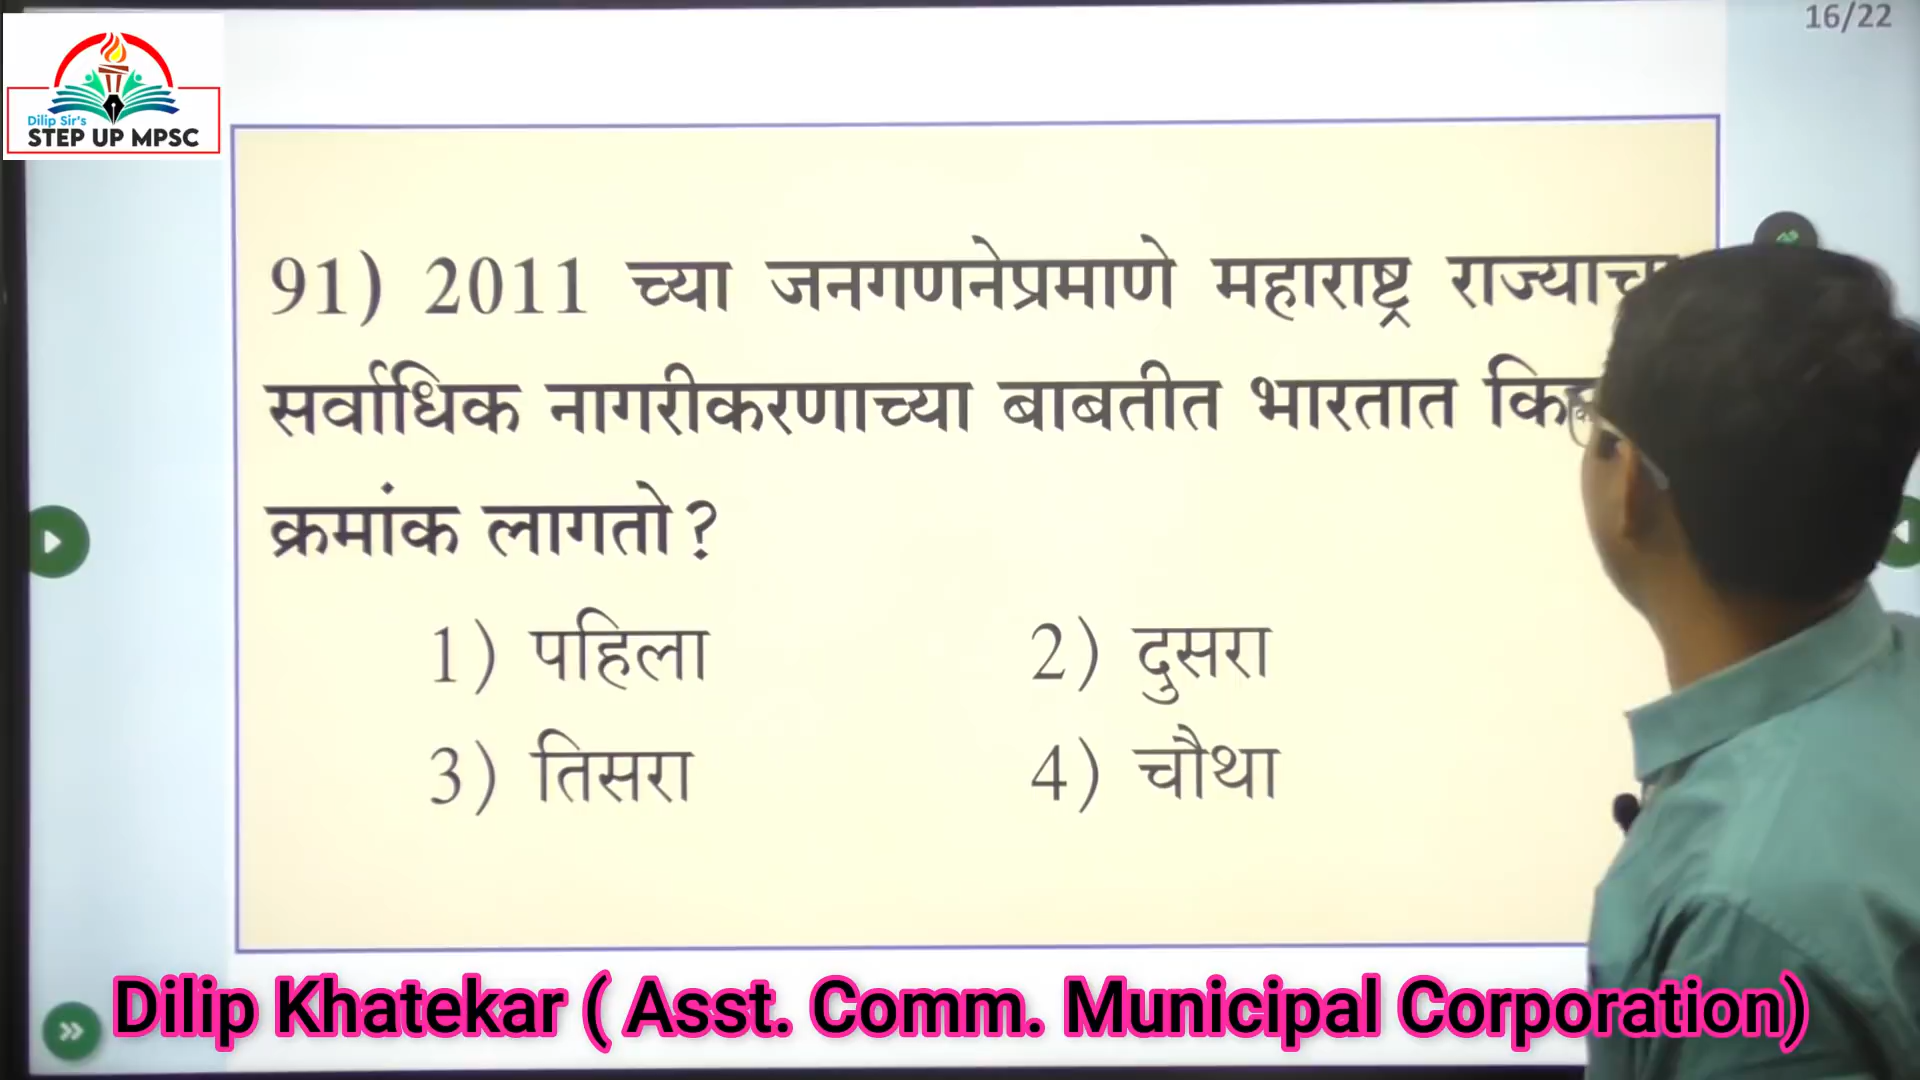 16/22
Dilip Sir's
STEP UP MPSC
91) 2011 च्या जनगणनेप्रमाणे महाराष्ट्र
सर्वाधिक नागरीकरणाच्या बाबतीत भारतात
क्रमांक लागतो?
1) पहिला 2) दुसरा
3) तिसरा 4) चौथा
Dilip Khatekar ( Asst. Comm. Municipal Corporation)